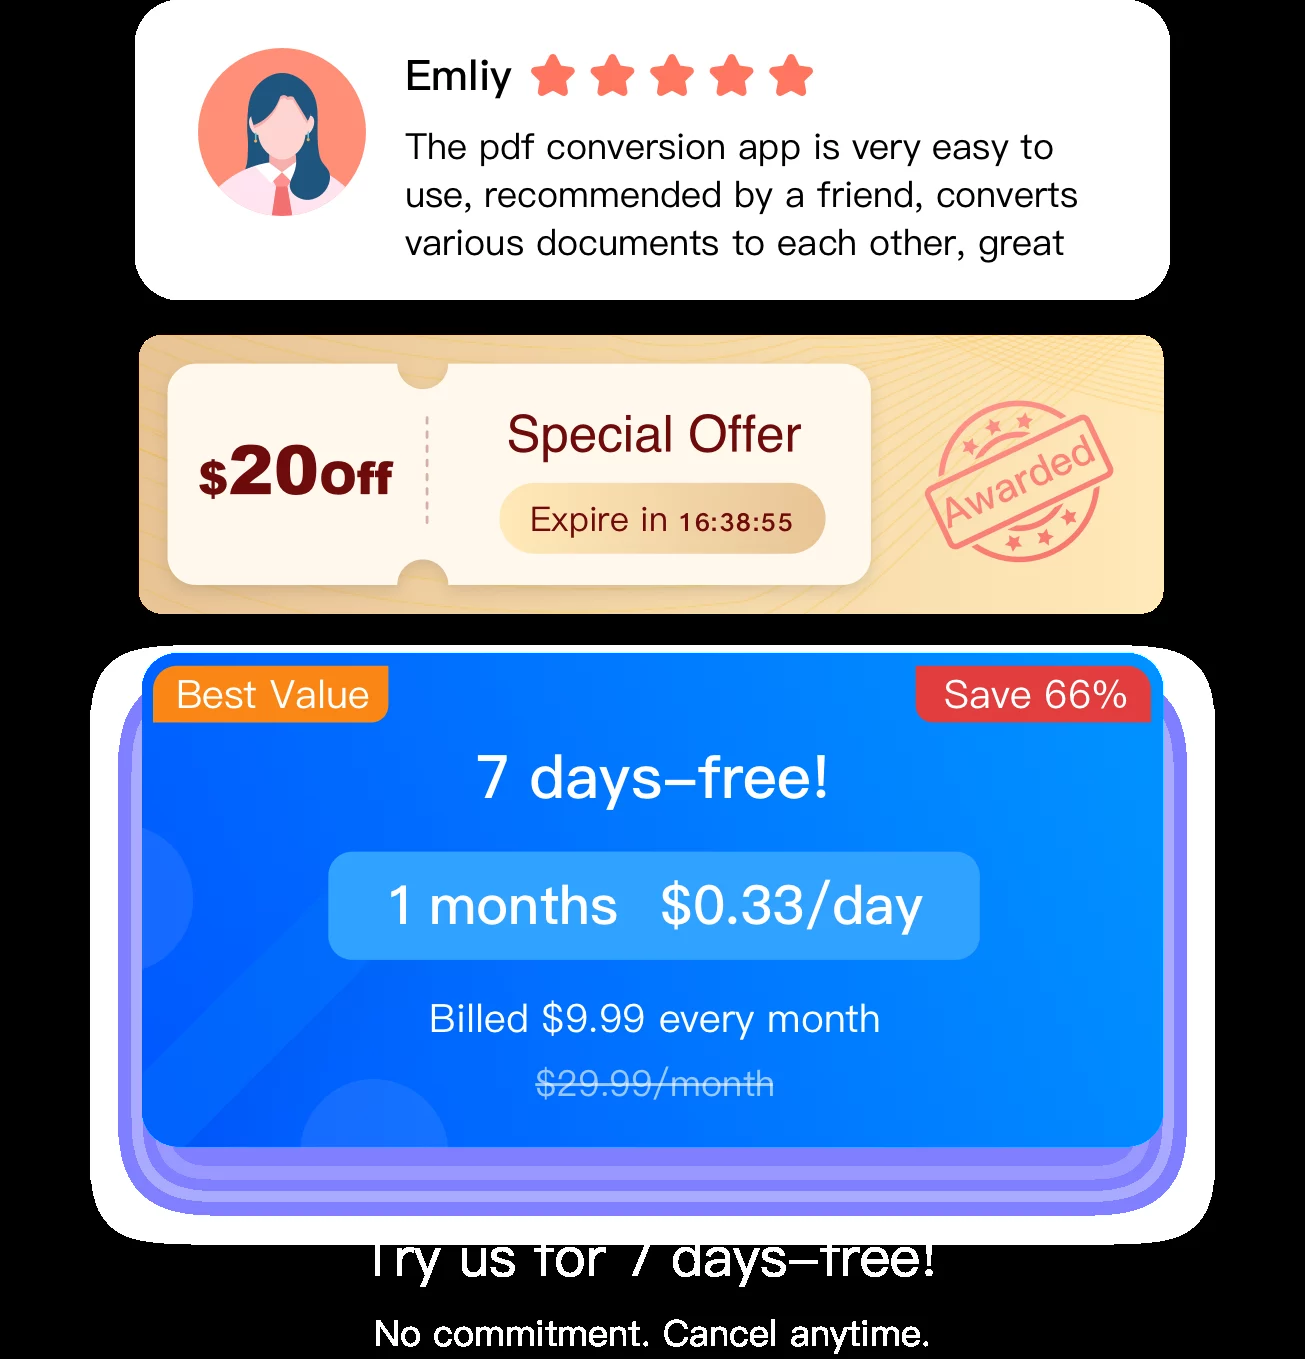 Emliy
The pdf conversion app is very easy to
use, recommended by a friend, converts
various documents to each other, great
$20Off
Special Offer
Expire in 16:38:55
Awarded
Best Value
Save 66%
7 days–free!
1 months $0.33/day
Billed $9.99 every month
$29.99/month
Try us for 7 days–free!
No commitment. Cancel anytime.